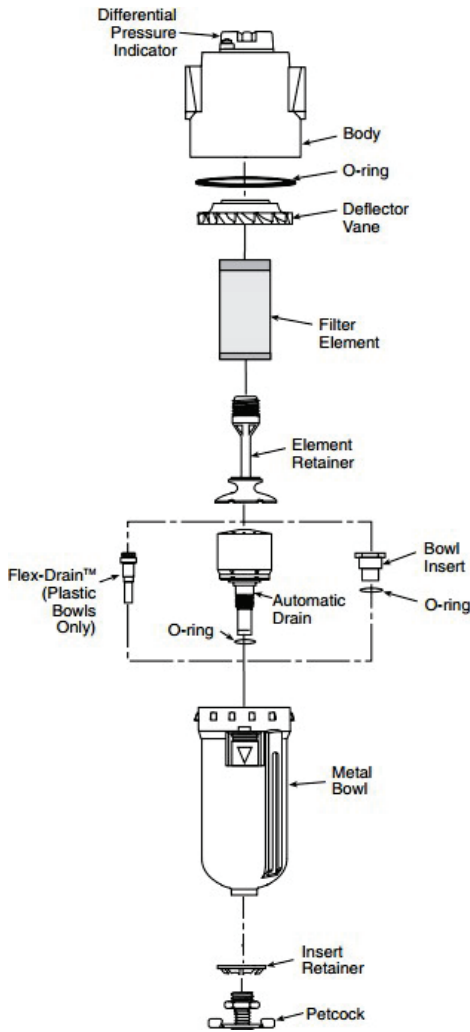 Differential
Pressure
Indicator
Body
O-ring
Deflector
Vane
Filter
Element
Element
Retainer
Flex-Drain™
(Plastic
Bowls
Only)
Bowl
Insert
Automatic
Drain
O-ring
O-ring
Metal
Bowl
Insert
Retainer
Petcock